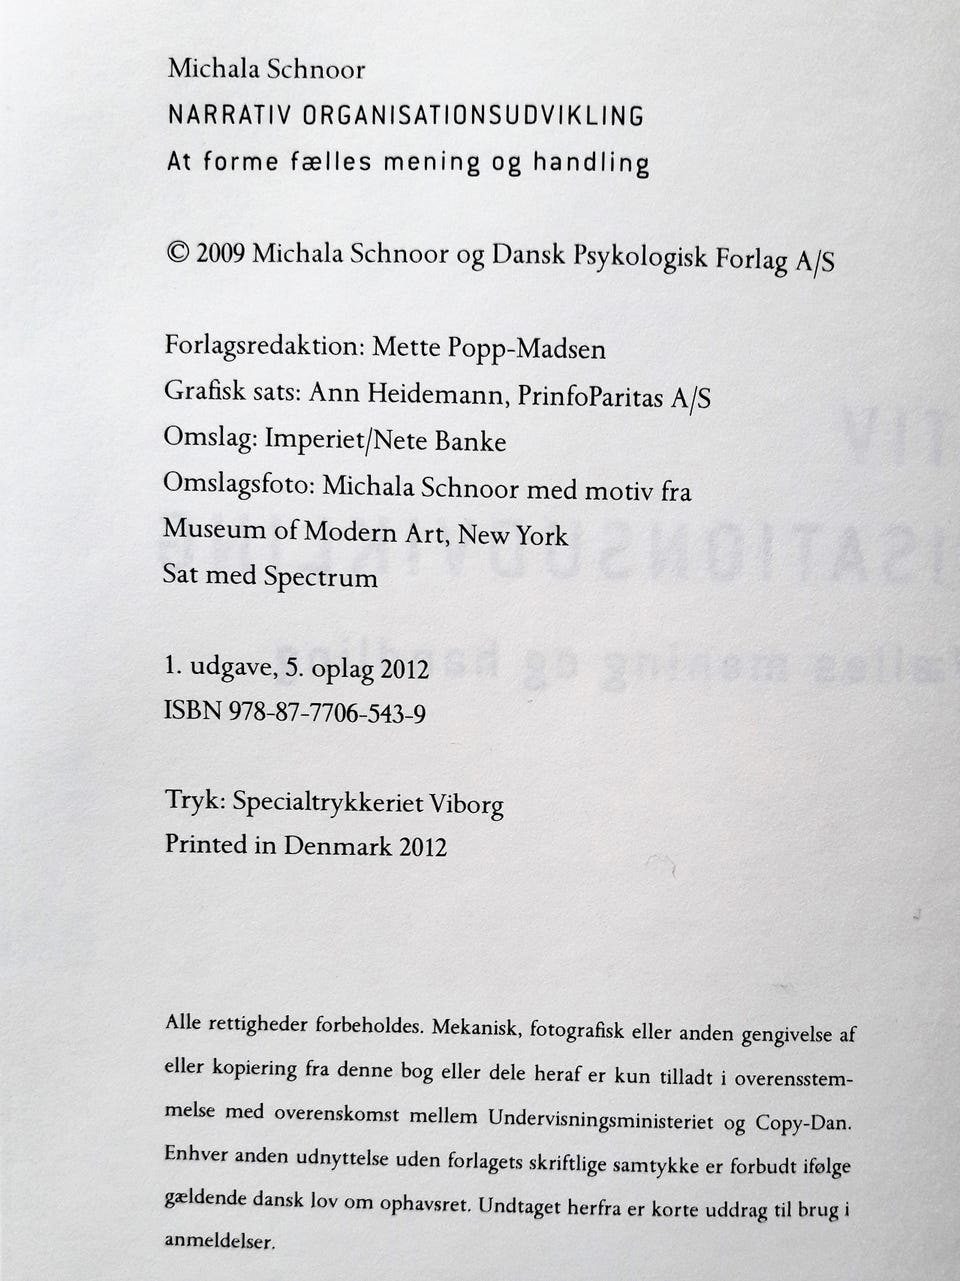 Michala Schnoor
NARRATIV ORGANISATIONSUDVIKLING
At forme fælles mening og handling
© 2009 Michala Schnoor og Dansk Psykologisk Forlag A/S
Forlagsredaktion: Mette Popp-Madsen
Grafisk sats: Ann Heidemann, PrinfoParitas A/S
Omslag: Imperiet/Nete Banke
Omslagsfoto: Michala Schnoor med motiv fra
Museum of Modern Art, New York
Sat med Spectrum
1. udgave, 5. oplag 2012
ISBN 978-87-7706-543-9
Tryk: Specialtrykkeriet Viborg
Printed in Denmark 2012
Alle rettigheder forbeholdes. Mekanisk, fotografisk eller anden gengivelse af
eller kopiering fra denne bog eller dele heraf er kun tilladt i overensstem-
melse med overenskomst mellem Undervisningsministeriet og Copy-Dan.
Enhver anden udnyttelse uden forlagets skriftlige samtykke er forbudt ifølge
gældende dansk lov om ophavsret. Undtaget herfra er korte uddrag til brug i
anmeldelser.